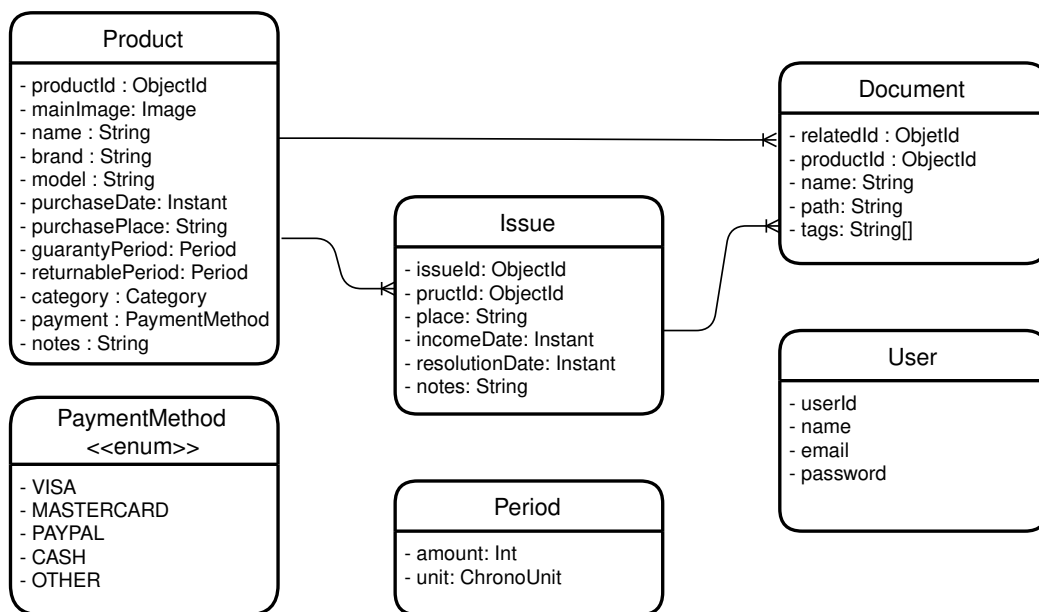 Product
- productId : ObjectId
- mainImage: Image
- name : String
- brand : String
- model : String
- purchaseDate: Instant
- purchasePlace: String
- guarantyPeriod: Period
- returnablePeriod: Period
- category : Category
- payment : PaymentMethod
- notes : String
Document
- relatedId : ObjetId
- productId : ObjectId
- name: String
- path: String
- tags: String[]
Issue
- issueId: ObjectId
- pructId: ObjectId
- place: String
- incomeDate: Instant
- resolutionDate: Instant
- notes: String
User
- userId
- name
- email
- password
PaymentMethod
<<enum>>
- VISA
- MASTERCARD
- PAYPAL
- CASH
- OTHER
Period
- amount: Int
- unit: ChronoUnit